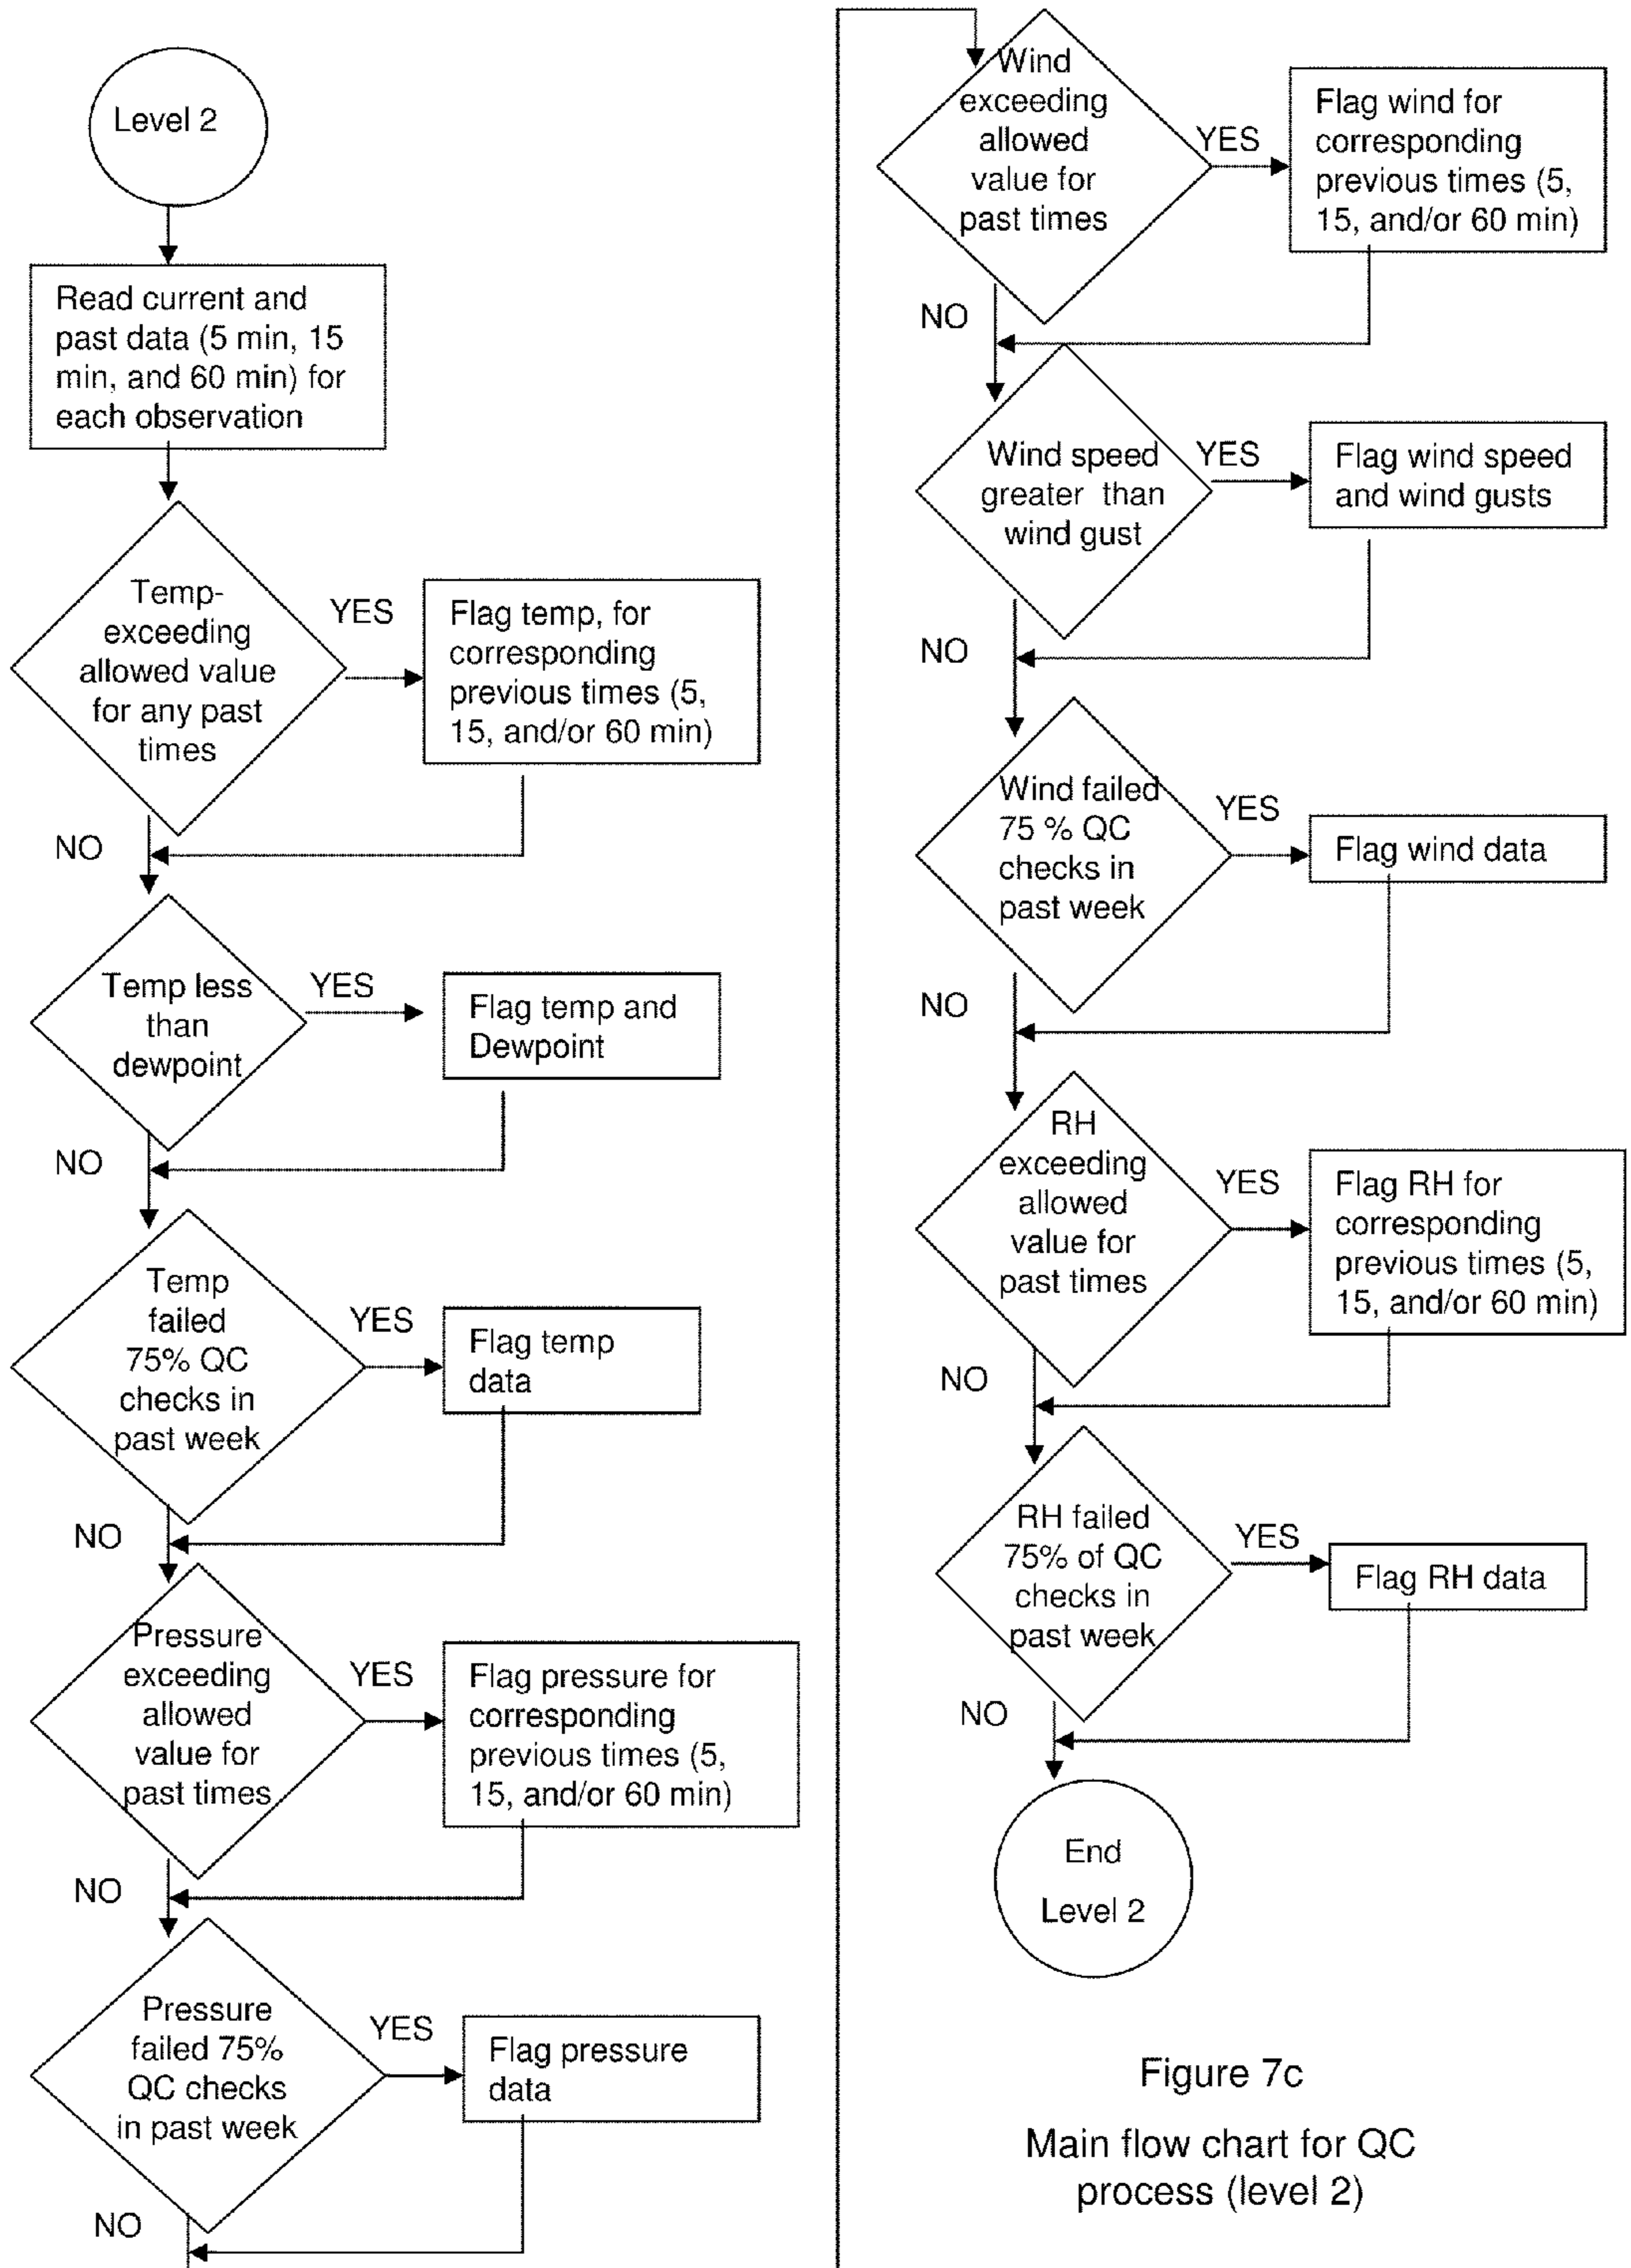 Level 2
Read current and
past data (5 min, 15
min, and 60 min) for
each observation
Temp-
exceeding
allowed value
for any past
times
YES
Flag temp, for
corresponding
previous times (5,
15, and/or 60 min)
NO
Temp less
than
dewpoint
YES
Flag temp and
Dewpoint
NO
Temp
failed
75% QC
checks in
past week
YES
Flag temp
data
NO
Pressure
exceeding
allowed
value for
past times
YES
Flag pressure for
corresponding
previous times (5,
15, and/or 60 min)
NO
Pressure
failed 75%
QC checks
in past week
YES
Flag pressure
data
NO
Wind
exceeding
allowed
value for
past times
YES
Flag wind for
corresponding
previous times (5,
15, and/or 60 min)
NO
Wind speed
greater than
wind gust
YES
Flag wind speed
and wind gusts
NO
Wind failed
75 % QC
checks in
past week
YES
Flag wind data
NO
RH
exceeding
allowed
value for
past times
YES
Flag RH for
corresponding
previous times (5,
15, and/or 60 min)
NO
RH failed
75% of QC
checks in
past week
YES
Flag RH data
NO
End
Level 2
Figure 7c
Main flow chart for QC
process (level 2)